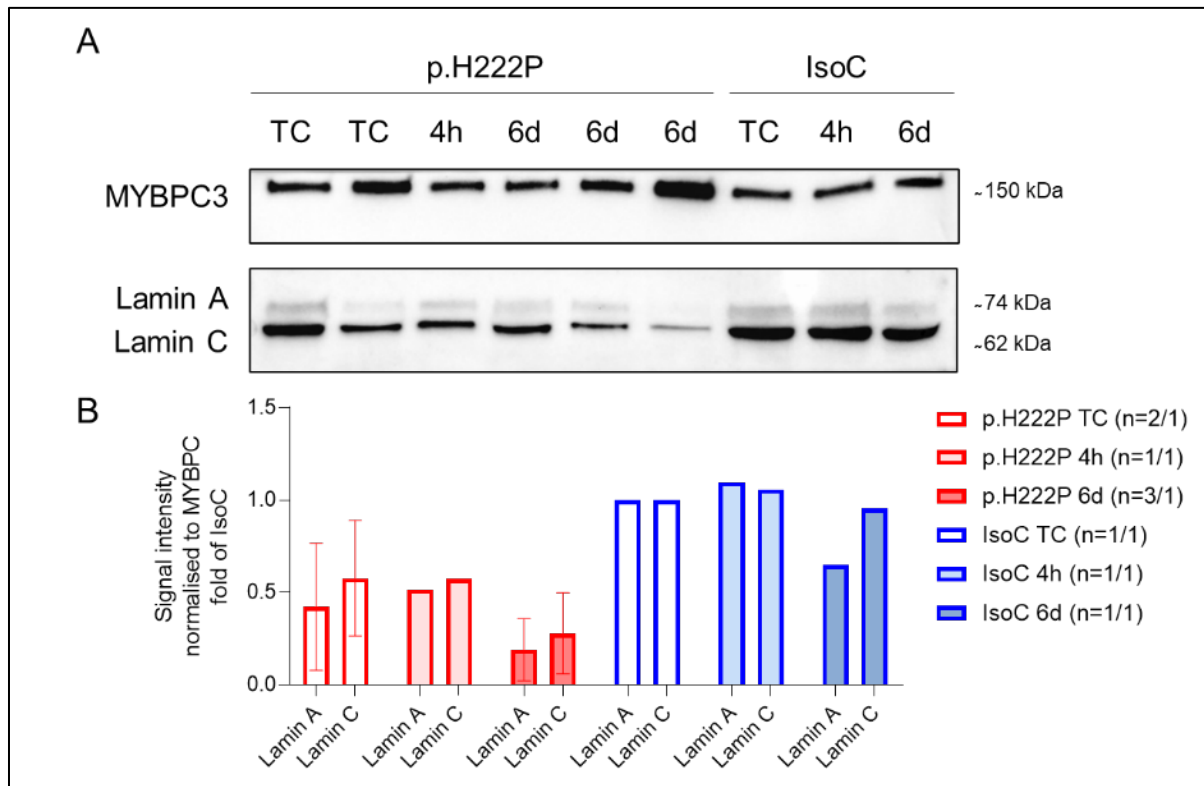 A
p.H222P IsoC
TC TC 4h 6d 6d 6d TC 4h 6d
MYBPC3 ~150 kDa
Lamin A ~74 kDa
Lamin C ~62 kDa
B
Signal intensity
normalised to MYBPC
fold of IsoC
1.5
1.0
0.5
0.0
Lamin A Lamin C Lamin A Lamin C Lamin A Lamin C Lamin A Lamin C Lamin A Lamin C Lamin A Lamin C
p.H222P TC (n=2/1)
p.H222P 4h (n=1/1)
p.H222P 6d (n=3/1)
IsoC TC (n=1/1)
IsoC 4h (n=1/1)
IsoC 6d (n=1/1)